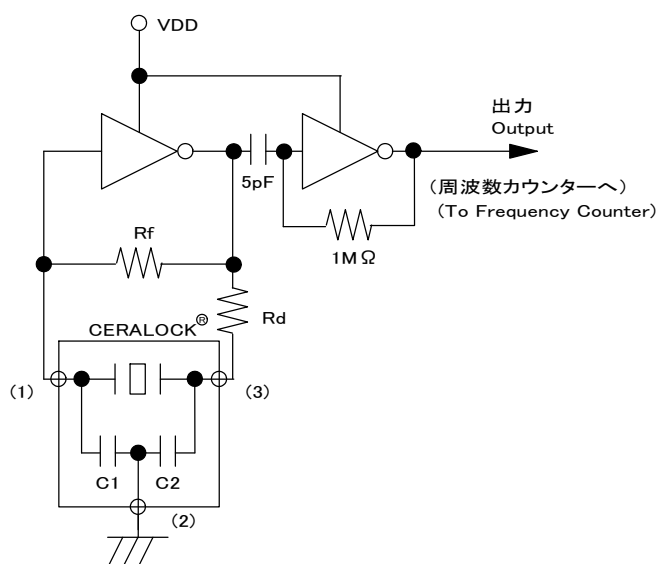 VDD
出力
Output
5pF
(周波数カウンターへ)
(To Frequency Counter)
Rf
1MΩ
Rd
CERALOCK®
(1)
(3)
C1
C2
(2)